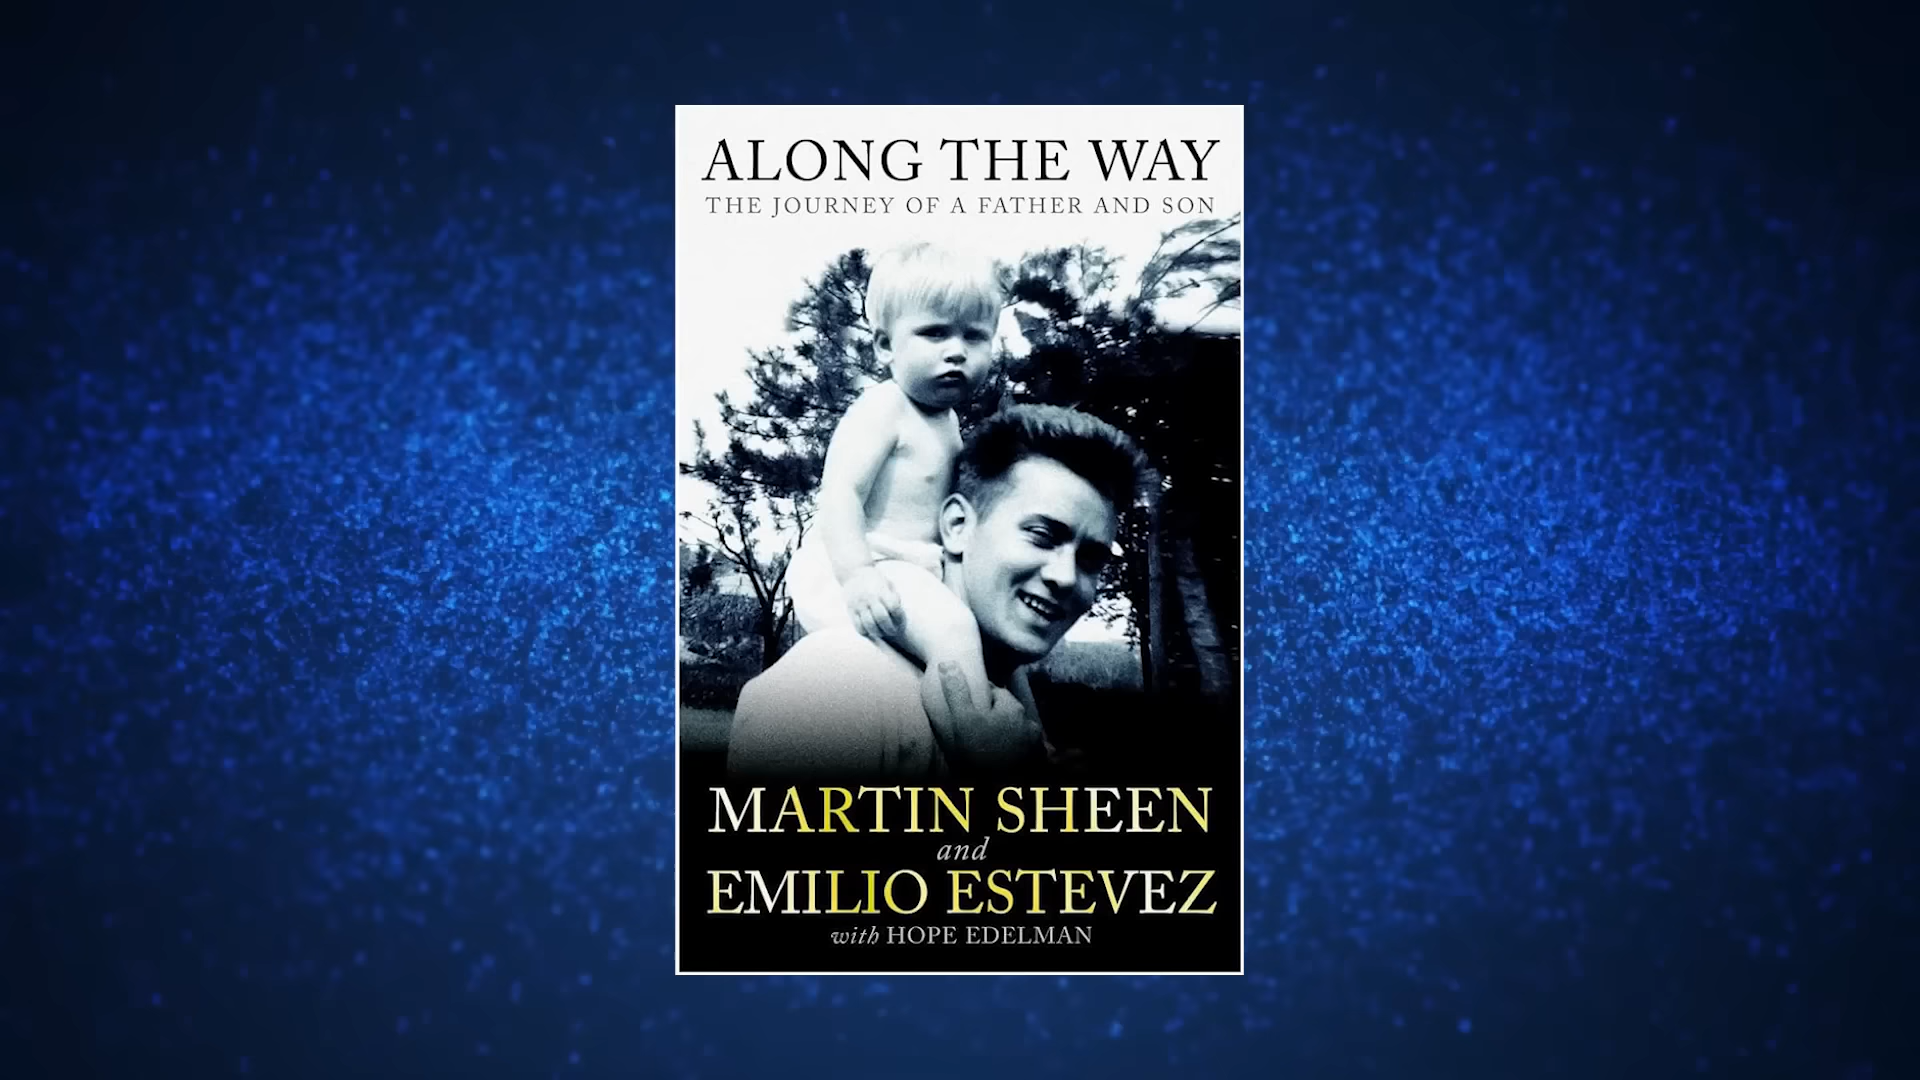 ALONG THE WAY
THE JOURNEY OF A FATHER AND SON
MARTIN SHEEN
and
EMILIO ESTEVEZ
with HOPE EDELMAN